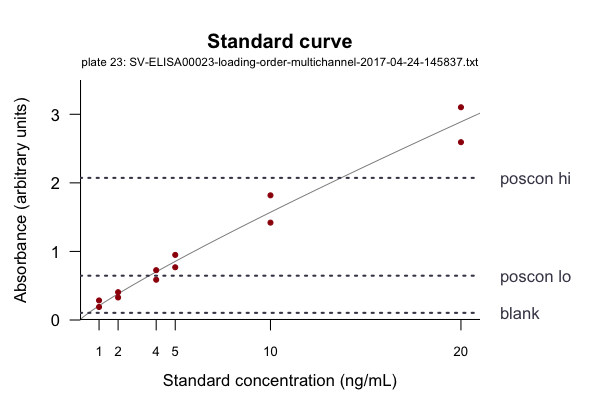 Standard curve
plate 23: SV-ELISA00023-loading-order-multichannel-2017-04-24-145837.txt
Absorbance (arbitrary units)
3
2
1
0
poscon hi
poscon lo
blank
1 2 4 5 10 20
Standard concentration (ng/mL)